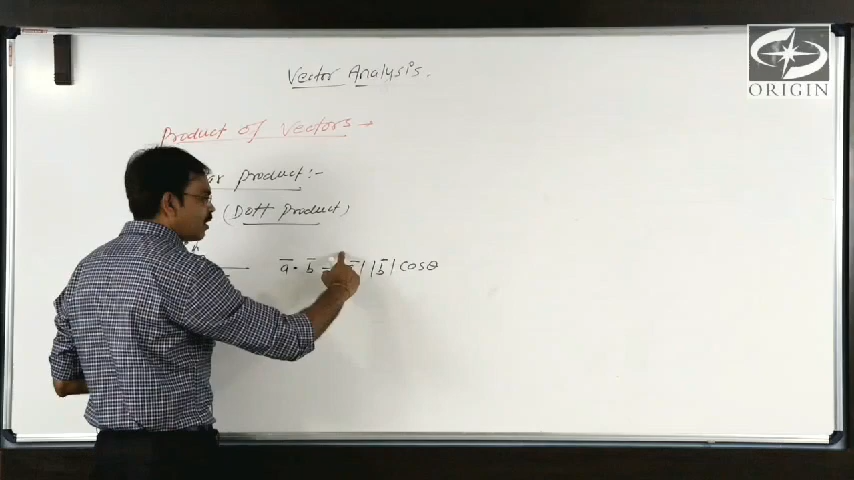 Vector Analysis.
ORIGIN
Product of Vectors →
product:-
(Dott product)
a̅ · b̅ = | |b̅| cosθ